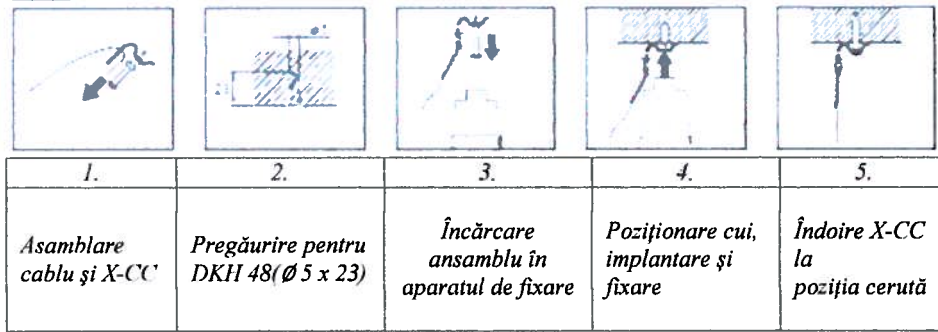 1.
2.
3.
4.
5.
Asamblare
cablu și X-CC
Pregăurire pentru
DKH 48(Ø 5 x 23)
Încărcare
ansamblu în
aparatul de fixare
Poziționare cui,
implantare și
fixare
Îndoire X-CC
la
poziția cerută